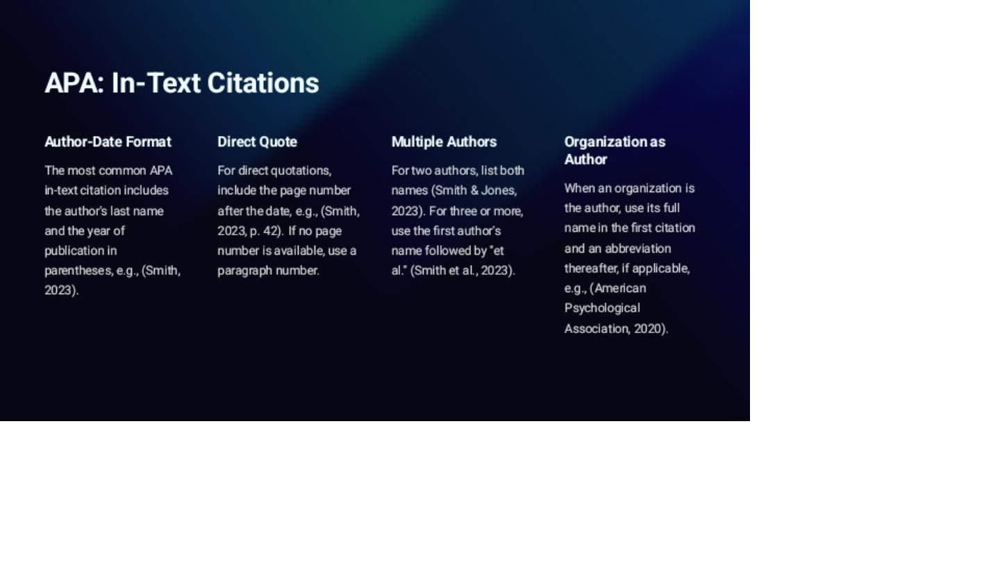 APA: In-Text Citations
Author-Date Format
The most common APA
in-text citation includes
the author's last name
and the year of
publication in
parentheses, e.g., (Smith,
2023).
Direct Quote
For direct quotations,
include the page number
after the date, e.g., (Smith,
2023, p. 42). If no page
number is available, use a
paragraph number.
Multiple Authors
For two authors, list both
names (Smith & Jones,
2023). For three or more,
use the first author's
name followed by "et
al." (Smith et al., 2023).
Organization as
Author
When an organization is
the author, use its full
name in the first citation
and an abbreviation
thereafter, if applicable,
e.g., (American
Psychological
Association, 2020).